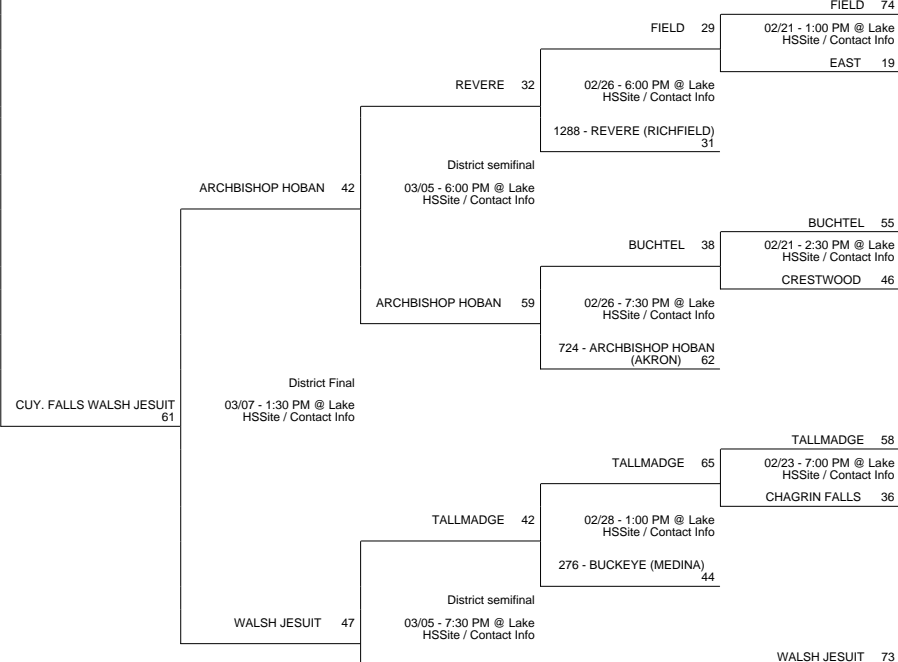 FIELD 74
FIELD 29
02/21 - 1:00 PM @ Lake
HSSite / Contact Info
EAST 19
REVERE 32
02/26 - 6:00 PM @ Lake
HSSite / Contact Info
1288 - REVERE (RICHFIELD)
31
District semifinal
ARCHBISHOP HOBAN 42
03/05 - 6:00 PM @ Lake
HSSite / Contact Info
BUCHTEL 55
BUCHTEL 38
02/21 - 2:30 PM @ Lake
HSSite / Contact Info
CRESTWOOD 46
ARCHBISHOP HOBAN 59
02/26 - 7:30 PM @ Lake
HSSite / Contact Info
724 - ARCHBISHOP HOBAN
(AKRON) 62
District Final
CUY. FALLS WALSH JESUIT
61
03/07 - 1:30 PM @ Lake
HSSite / Contact Info
TALLMADGE 58
TALLMADGE 65
02/23 - 7:00 PM @ Lake
HSSite / Contact Info
CHAGRIN FALLS 36
TALLMADGE 42
02/28 - 1:00 PM @ Lake
HSSite / Contact Info
276 - BUCKEYE (MEDINA)
44
District semifinal
WALSH JESUIT 47
03/05 - 7:30 PM @ Lake
HSSite / Contact Info
WALSH JESUIT 73